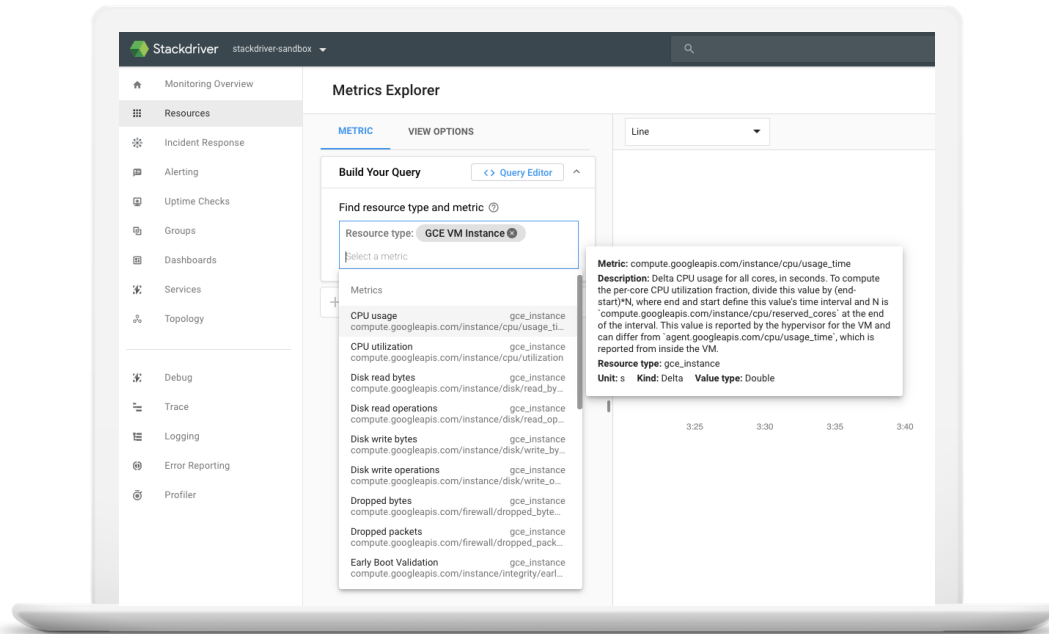 Stackdriver stackdriver-sandbox
Monitoring Overview
Resources
Incident Response
Alerting
Uptime Checks
Groups
Dashboards
Services
Topology
Debug
Trace
Logging
Error Reporting
Profiler
Metrics Explorer
METRIC VIEW OPTIONS
Build Your Query <> Query Editor
Find resource type and metric
Resource type: GCE VM Instance
Select a metric
Metrics
CPU usage gce_instance
compute.googleapis.com/instance/cpu/usage_ti...
CPU utilization gce_instance
compute.googleapis.com/instance/cpu/utilization
Disk read bytes gce_instance
compute.googleapis.com/instance/disk/read_by...
Disk read operations gce_instance
compute.googleapis.com/instance/disk/read_op...
Disk write bytes gce_instance
compute.googleapis.com/instance/disk/write_by...
Disk write operations gce_instance
compute.googleapis.com/instance/disk/write_o...
Dropped bytes gce_instance
compute.googleapis.com/firewall/dropped_byte...
Dropped packets gce_instance
compute.googleapis.com/firewall/dropped_pack...
Early Boot Validation gce_instance
compute.googleapis.com/instance/integrity/earl...
Line
Metric: compute.googleapis.com/instance/cpu/usage_time
Description: Delta CPU usage for all cores, in seconds. To compute
the per-core CPU utilization fraction, divide this value by (end-
start)*N, where end and start define this value's time interval and N is
`compute.googleapis.com/instance/cpu/reserved_cores` at the end
of the interval. This value is reported by the hypervisor for the VM and
can differ from `agent.googleapis.com/cpu/usage_time`, which is
reported from inside the VM.
Resource type: gce_instance
Unit: s Kind: Delta Value type: Double
3:25 3:30 3:35 3:40